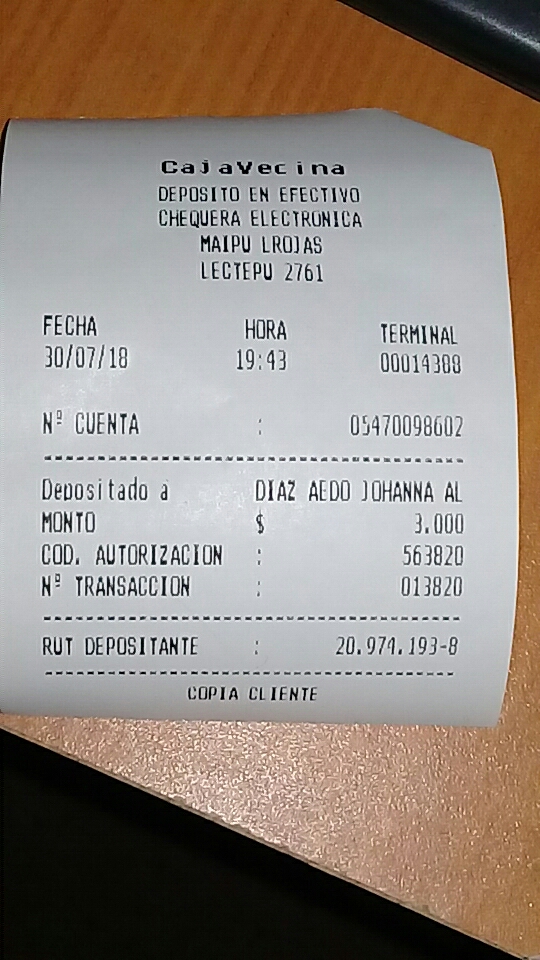 CajaVecina
DEPOSITO EN EFECTIVO
CHEQUERA ELECTRONICA
MAIPU LROJAS
LECTEPU 2761
FECHA HORA TERMINAL
30/07/18 19:43 00014388
Nº CUENTA : 05470098602
Depositado a DIAZ AEDO JOHANNA AL
MONTO $ 3.000
COD. AUTORIZACION : 563820
Nº TRANSACCION : 013820
RUT DEPOSITANTE : 20.974.193-8
COPIA CLIENTE